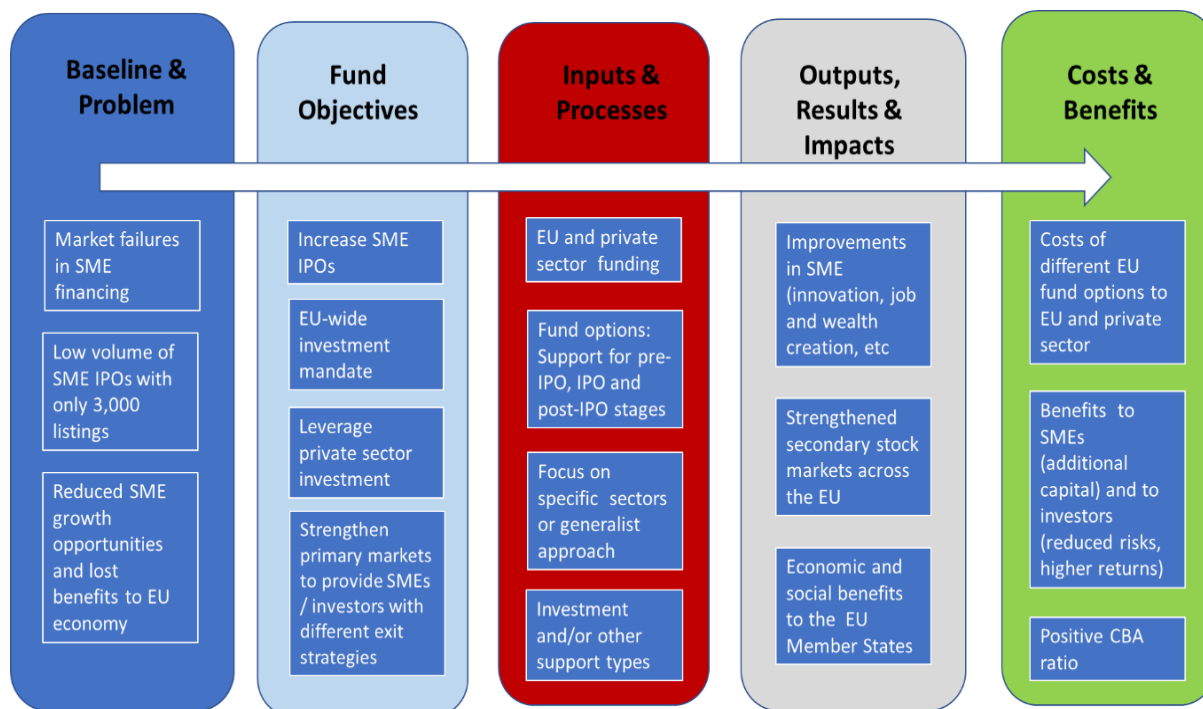 Baseline &
Problem
Market failures
in SME
financing
Low volume of
SME IPOs with
only 3,000
listings
Reduced SME
growth
opportunities
and lost
benefits to EU
economy
Fund
Objectives
Increase SME
IPOs
EU-wide
investment
mandate
Leverage
private sector
investment
Strengthen
primary markets
to provide SMEs
/ investors with
different exit
strategies
Inputs &
Processes
EU and private
sector funding
Fund options:
Support for pre-
IPO, IPO and
post-IPO stages
Focus on
specific sectors
or generalist
approach
Investment
and/or other
support types
Outputs,
Results &
Impacts
Improvements
in SME
(innovation, job
and wealth
creation, etc
Strengthened
secondary stock
markets across
the EU
Economic and
social benefits
to the EU
Member States
Costs &
Benefits
Costs of
different EU
fund options to
EU and private
sector
Benefits to
SMEs
(additional
capital) and to
investors
(reduced risks,
higher returns)
Positive CBA
ratio